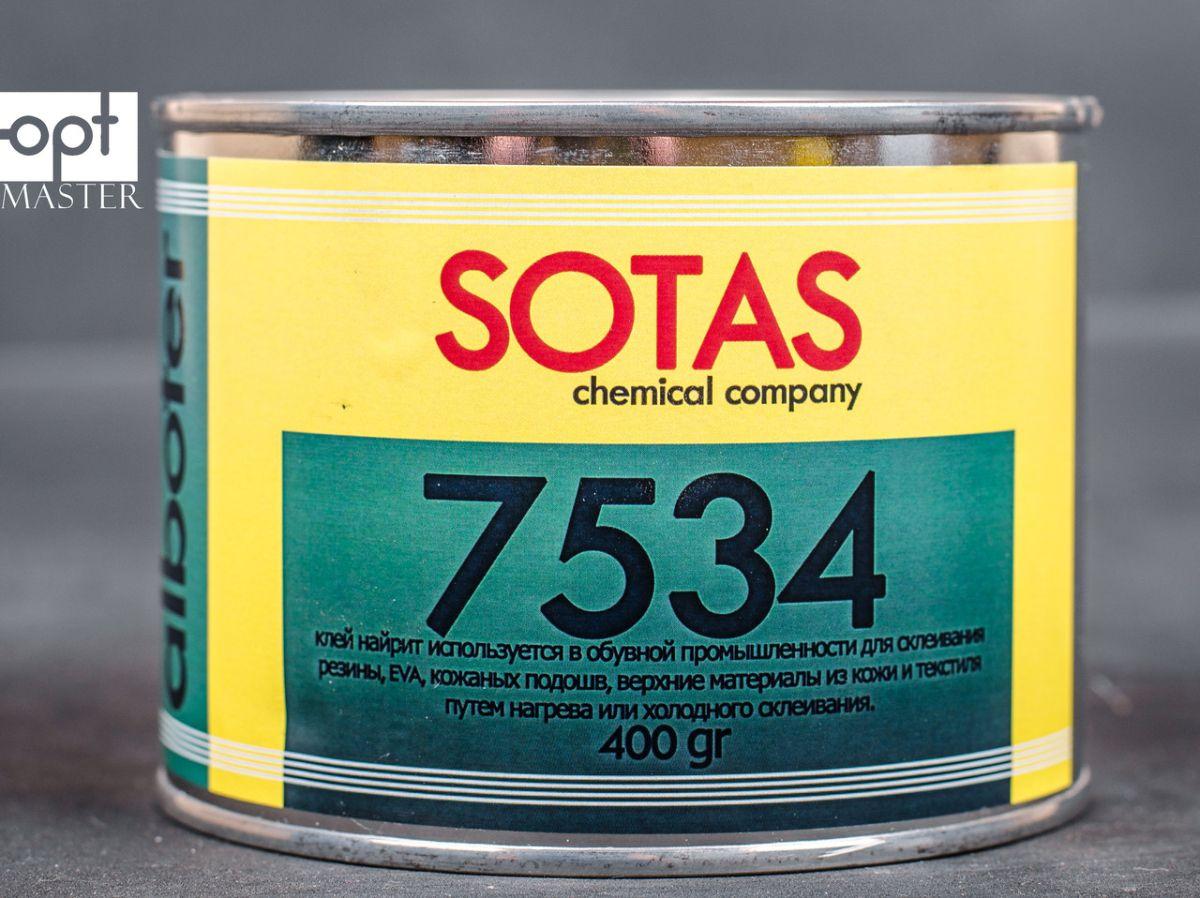 opt
MASTER
albofer
SOTAS
chemical company
7534
клей найрит используется в обувной промышленности для склеивания
резины, EVA, кожаных подошв, верхние материалы из кожи и текстиля
путем нагрева или холодного склеивания.
400 gr